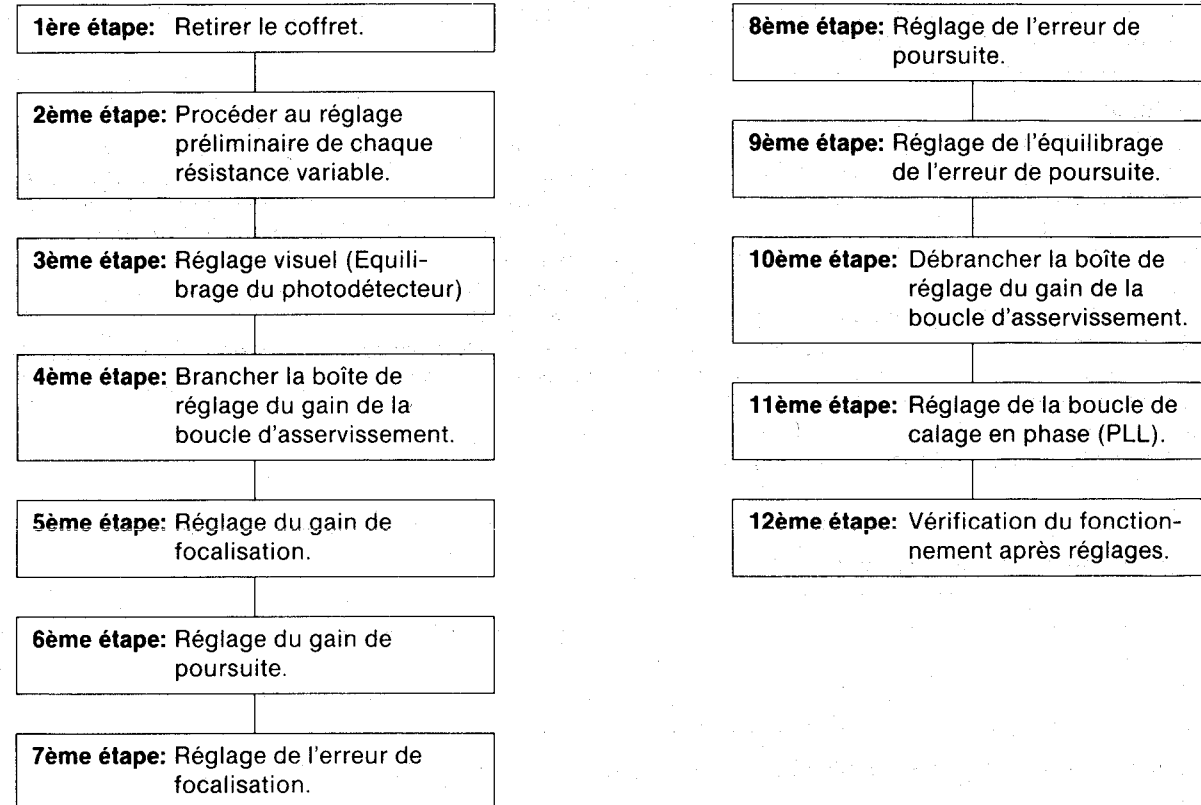 1ère étape: Retirer le coffret.
2ème étape: Procéder au réglage
préliminaire de chaque
résistance variable.
3ème étape: Réglage visuel (Equili-
brage du photodétecteur)
4ème étape: Brancher la boîte de
réglage du gain de la
boucle d'asservissement.
5ème étape: Réglage du gain de
focalisation.
6ème étape: Réglage du gain de
poursuite.
7ème étape: Réglage de l'erreur de
focalisation.
8ème étape: Réglage de l'erreur de
poursuite.
9ème étape: Réglage de l'équilibrage
de l'erreur de poursuite.
10ème étape: Débrancher la boîte de
réglage du gain de la
boucle d'asservissement.
11ème étape: Réglage de la boucle de
calage en phase (PLL).
12ème étape: Vérification du fonction-
nement après réglages.